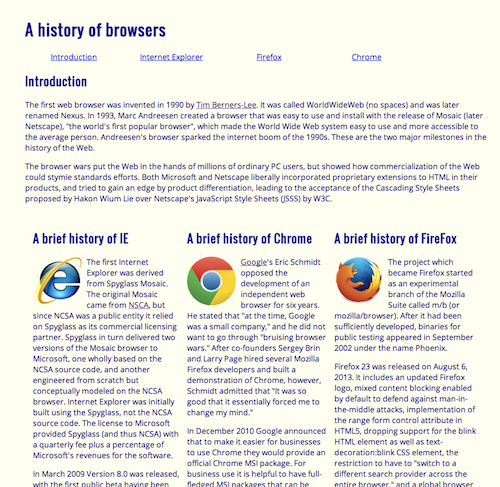 A history of browsers
Introduction
Internet Explorer
Firefox
Chrome
Introduction
The first web browser was invented in 1990 by Tim Berners-Lee. It was called WorldWideWeb (no spaces) and was later
renamed Nexus. In 1993, Marc Andreesen created a browser that was easy to use and install with the release of Mosaic (later
Netscape), "the world's first popular browser", which made the World Wide Web system easy to use and more accessible to
the average person. Andreesen's browser sparked the internet boom of the 1990s. These are the two major milestones in the
history of the Web.
The browser wars put the Web in the hands of millions of ordinary PC users, but showed how commercialization of the Web
could stymie standards efforts. Both Microsoft and Netscape liberally incorporated proprietary extensions to HTML in their
products, and tried to gain an edge by product differentiation, leading to the acceptance of the Cascading Style Sheets
proposed by Hakon Wium Lie over Netscape's JavaScript Style Sheets (JSSS) by W3C.
A brief history of IE
The first Internet
Explorer was derived
from Spyglass Mosaic.
The original Mosaic
came from NSCA, but
since NCSA was a public entity it relied
on Spyglass as its commercial licensing
partner. Spyglass in turn delivered two
versions of the Mosaic browser to
Microsoft, one wholly based on the
NCSA source code, and another
engineered from scratch but
conceptually modeled on the NCSA
browser. Internet Explorer was initially
built using the Spyglass, not the NCSA
source code. The license to Microsoft
provided Spyglass (and thus NCSA) with
a quarterly fee plus a percentage of
Microsoft's revenues for the software.
In March 2009 Version 8.0 was released,
with the first public beta having been
A brief history of Chrome
Google's Eric Schmidt
opposed the
development of an
independent web
browser for six years.
He stated that "at the time, Google
was a small company," and he did not
want to go through "bruising browser
wars." After co-founders Sergey Brin
and Larry Page hired several Mozilla
Firefox developers and built a
demonstration of Chrome, however,
Schmidt admitted that "It was so
good that it essentially forced me to
change my mind."
In December 2010 Google announced
that to make it easier for businesses
to use Chrome they would provide an
official Chrome MSI package. For
business use it is helpful to have full-
fledged MSI packages that can be
A brief history of FireFox
The project which
became Firefox started
as an experimental
branch of the Mozilla
Suite called m/b (or
mozilla/browser). After it had been
sufficiently developed, binaries for
public testing appeared in September
2002 under the name Phoenix.
Firefox 23 was released on August 6,
2013. It includes an updated Firefox
logo, mixed content blocking enabled
by default to defend against man-in-
the-middle attacks, implementation of
the range form control attribute in
HTML5, dropping support for the blink
HTML element as well as text-
decoration:blink CSS element, the
restriction to have to "switch to a
different search provider across the
entire browser," and a global browser